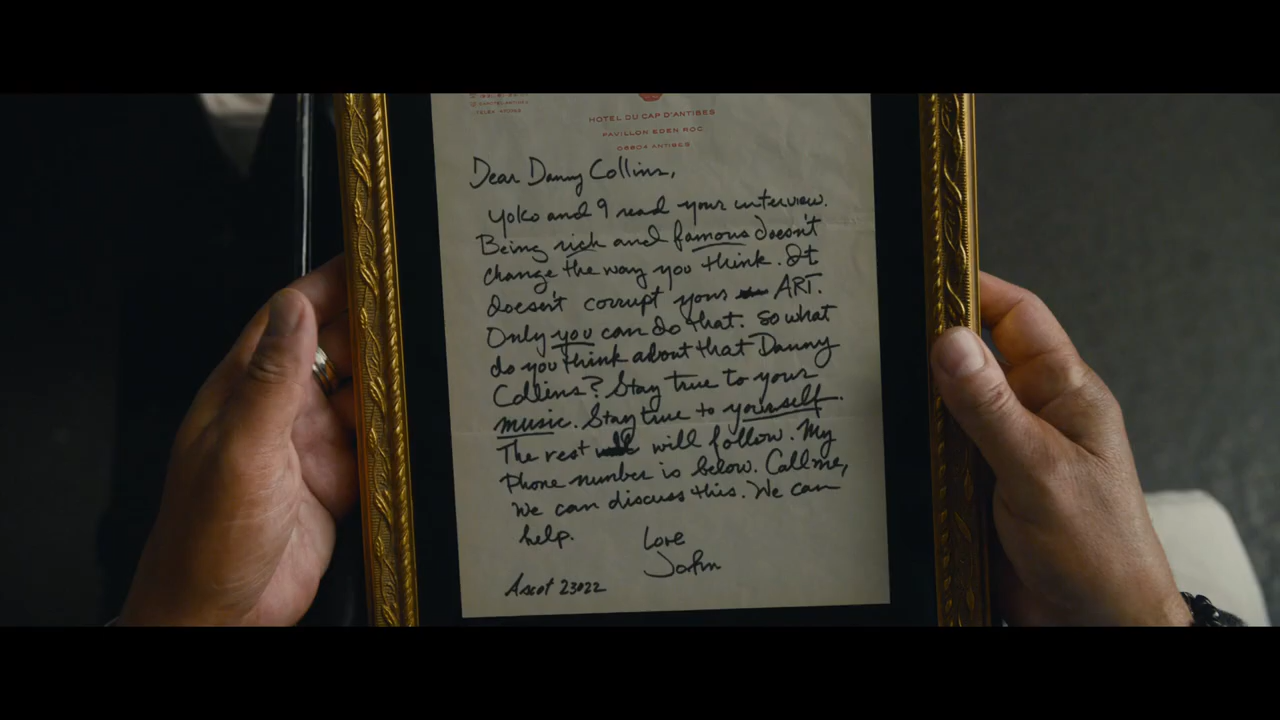 HOTEL DU CAP D'ANTIBES
PAVILLON EDEN ROC
06604 ANTIBES
Dear Danny Collins,
Yoko and I read your interview.
Being rich and famous doesn't
change the way you think. It
doesn't corrupt your ART.
Only you can do that. So what
do you think about that Danny
Collins? Stay true to your
music. Stay true to yourself.
The rest will follow. My
Phone number is below. Call me,
We can discuss this. We can
help.
Love
John
Ascot 23022